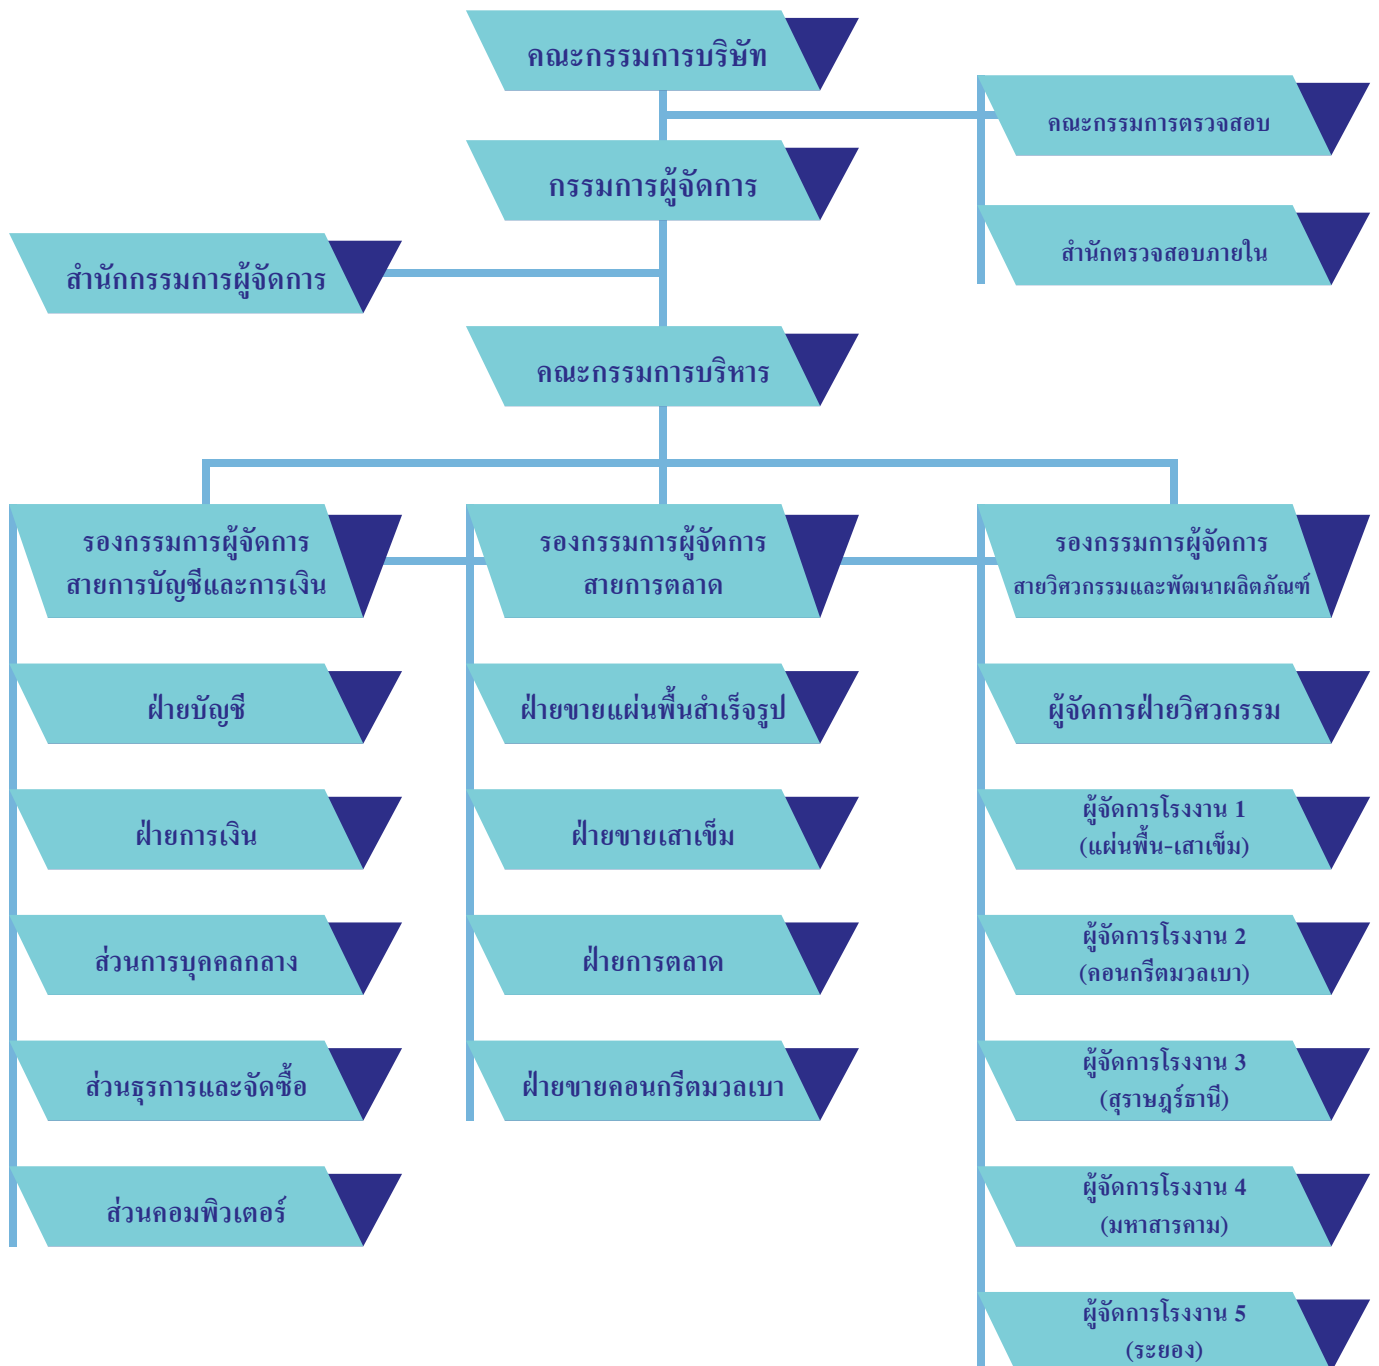 คณะกรรมการบริษัท
คณะกรรมการตรวจสอบ
กรรมการผู้จัดการ
สำนักตรวจสอบภายใน
สำนักกรรมการผู้จัดการ
คณะกรรมการบริหาร
รองกรรมการผู้จัดการ
สายการบัญชีและการเงิน
รองกรรมการผู้จัดการ
สายการตลาด
รองกรรมการผู้จัดการ
สายวิศวกรรมและพัฒนาผลิตภัณฑ์
ฝ่ายบัญชี
ฝ่ายขายแผ่นพื้นสำเร็จรูป
ผู้จัดการฝ่ายวิศวกรรม
ฝ่ายการเงิน
ฝ่ายขายเสาเข็ม
ผู้จัดการโรงงาน 1
(แผ่นพื้น-เสาเข็ม)
ส่วนการบุคคลกลาง
ฝ่ายการตลาด
ผู้จัดการโรงงาน 2
(คอนกรีตมวลเบา)
ส่วนธุรการและจัดซื้อ
ฝ่ายขายคอนกรีตมวลเบา
ผู้จัดการโรงงาน 3
(สุราษฎร์ธานี)
ส่วนคอมพิวเตอร์
ผู้จัดการโรงงาน 4
(มหาสารคาม)
ผู้จัดการโรงงาน 5
(ระยอง)